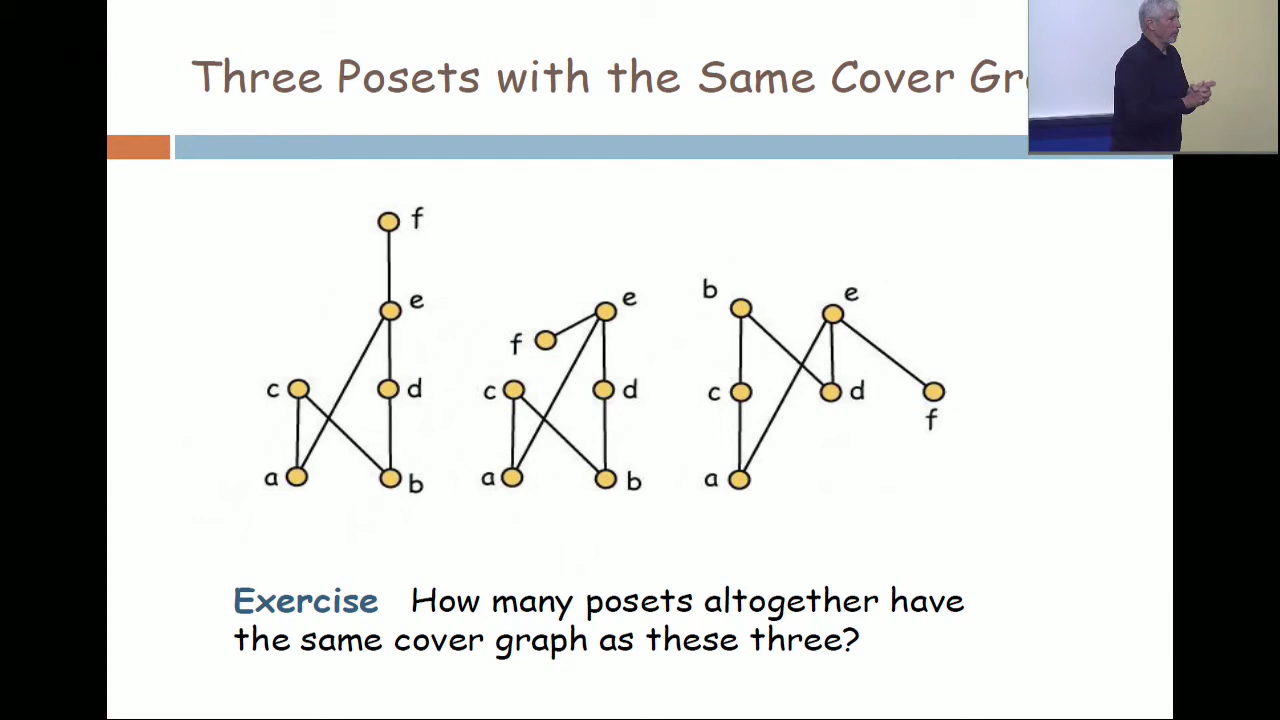 Three Posets with the Same Cover
f
e
c d
a b
e
f
c d
a b
b e
c d
f
a
Exercise How many posets altogether have
the same cover graph as these three?